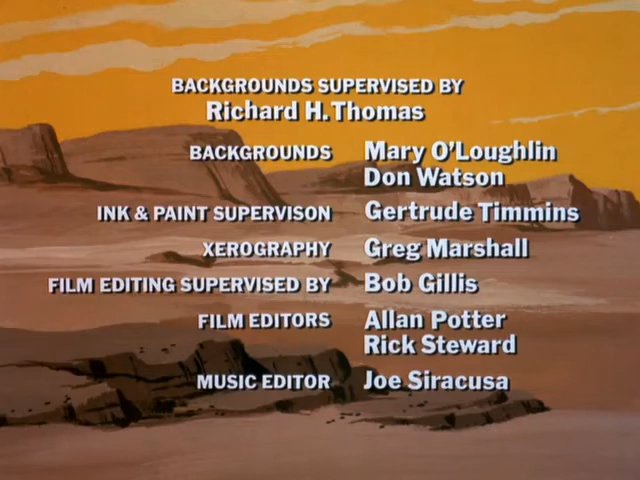 BACKGROUNDS SUPERVISED BY
Richard H. Thomas
BACKGROUNDS Mary O'Loughlin
Don Watson
INK & PAINT SUPERVISON Gertrude Timmins
XEROGRAPHY Greg Marshall
FILM EDITING SUPERVISED BY Bob Gillis
FILM EDITORS Allan Potter
Rick Steward
MUSIC EDITOR Joe Siracusa